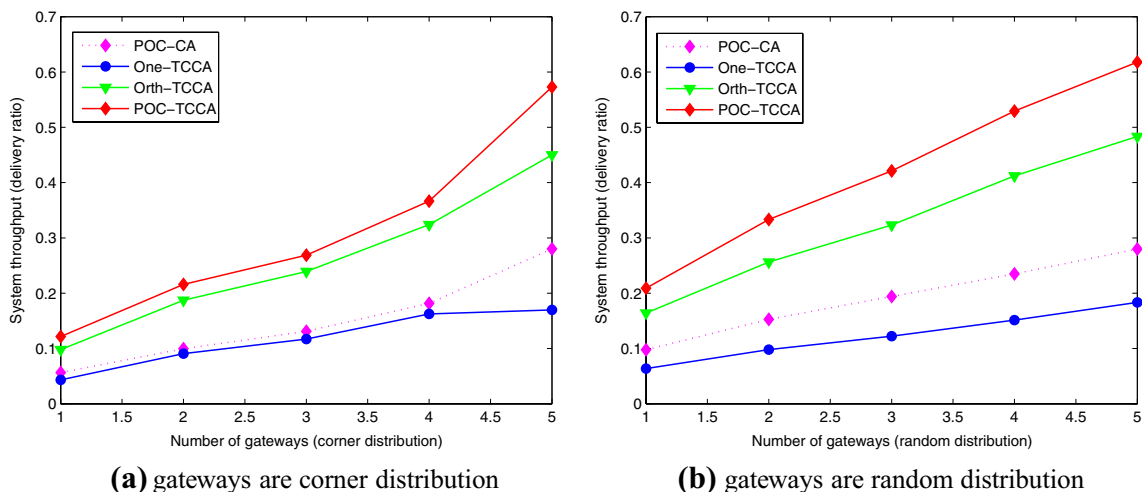 System throughput (delivery ratio)
0.7
0.6
0.5
0.4
0.3
0.2
0.1
0
POC-CA
One-TCCA
Orth-TCCA
POC-TCCA
1 1.5 2 2.5 3 3.5 4 4.5 5
Number of gateways (corner distribution)
(a) gateways are corner distribution
System throughput (delivery ratio)
0.7
0.6
0.5
0.4
0.3
0.2
0.1
0
POC-CA
One-TCCA
Orth-TCCA
POC-TCCA
1 1.5 2 2.5 3 3.5 4 4.5 5
Number of gateways (random distribution)
(b) gateways are random distribution